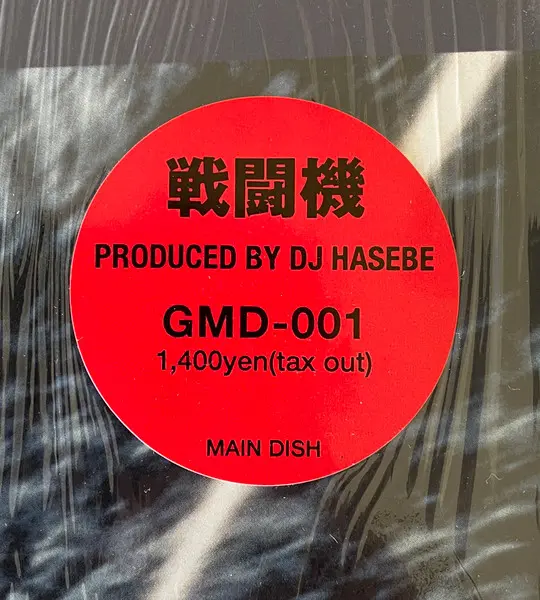 戦闘機
PRODUCED BY DJ HASEBE
GMD-001
1,400yen(tax out)
MAIN DISH